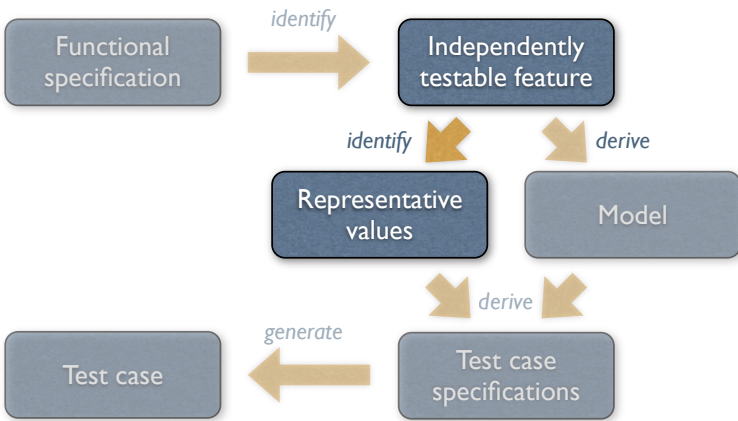 identify
Functional
specification
Independently
testable feature
identify
derive
Representative
values
Model
derive
generate
Test case
Test case
specifications